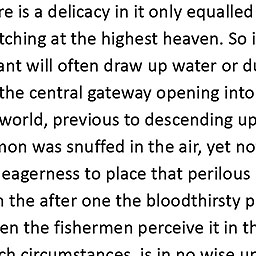 re is a delicacy in it only equalled
tching at the highest heaven. So i
ant will often draw up water or du
the central gateway opening into
world, previous to descending up
mon was snuffed in the air, yet no
eagerness to place that perilous
n the after one the bloodthirsty p
en the fishermen perceive it in th
ch circumstances, is in no wise un